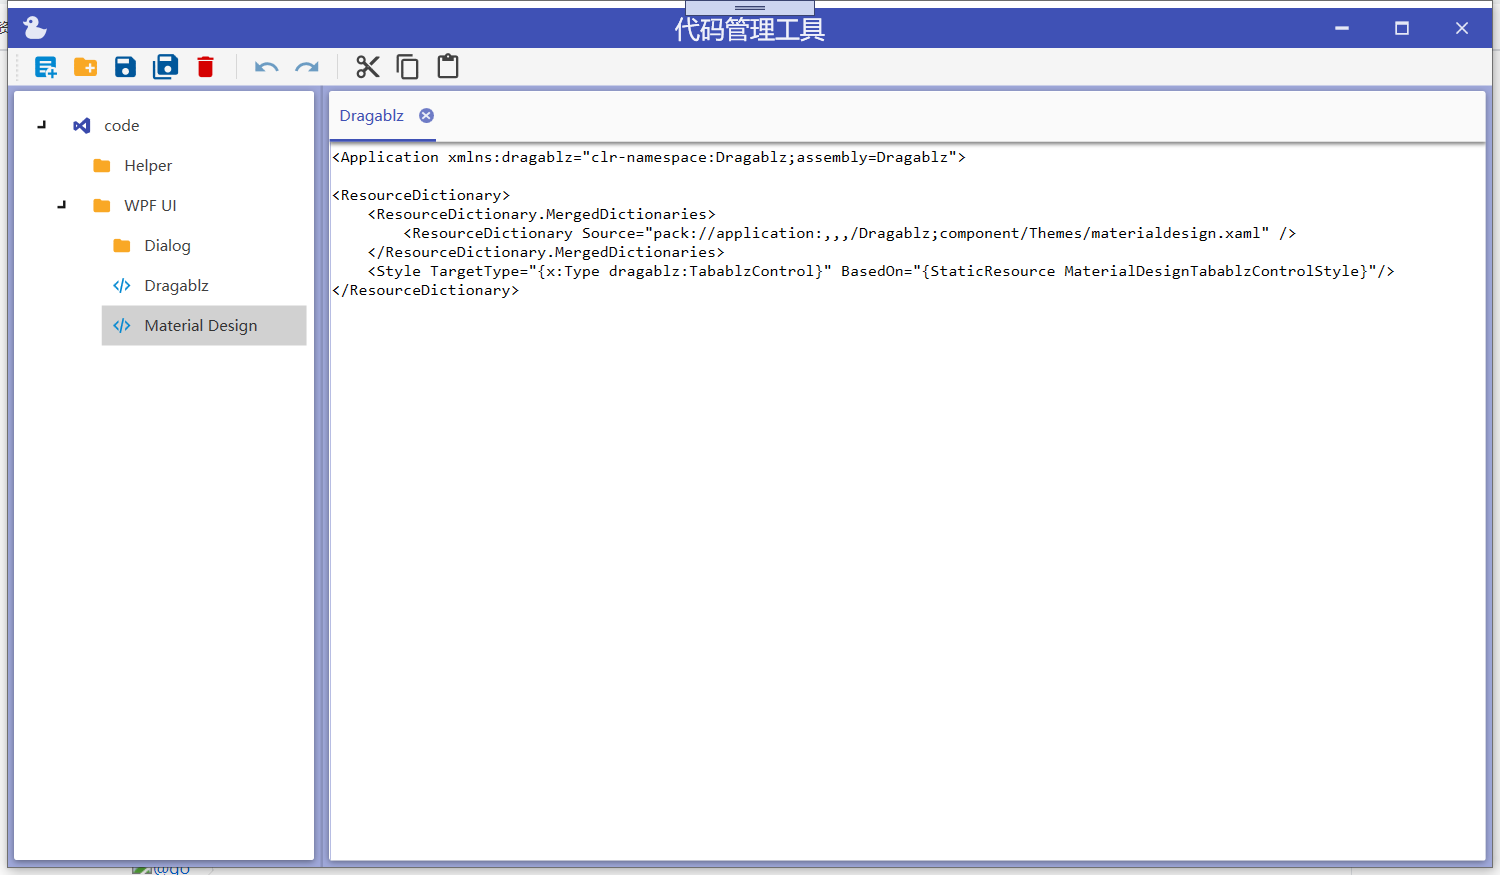 代码管理工具
code
Helper
WPF UI
Dialog
Dragablz
Material Design
Dragablz
<Application xmlns:dragablz="clr-namespace:Dragablz;assembly=Dragablz">
<ResourceDictionary>
    <ResourceDictionary.MergedDictionaries>
        <ResourceDictionary Source="pack://application:,,,/Dragablz;component/Themes/materialdesign.xaml" />
    </ResourceDictionary.MergedDictionaries>
    <Style TargetType="{x:Type dragablz:TabablzControl}" BasedOn="{StaticResource MaterialDesignTabablzControlStyle}"/>
</ResourceDictionary>